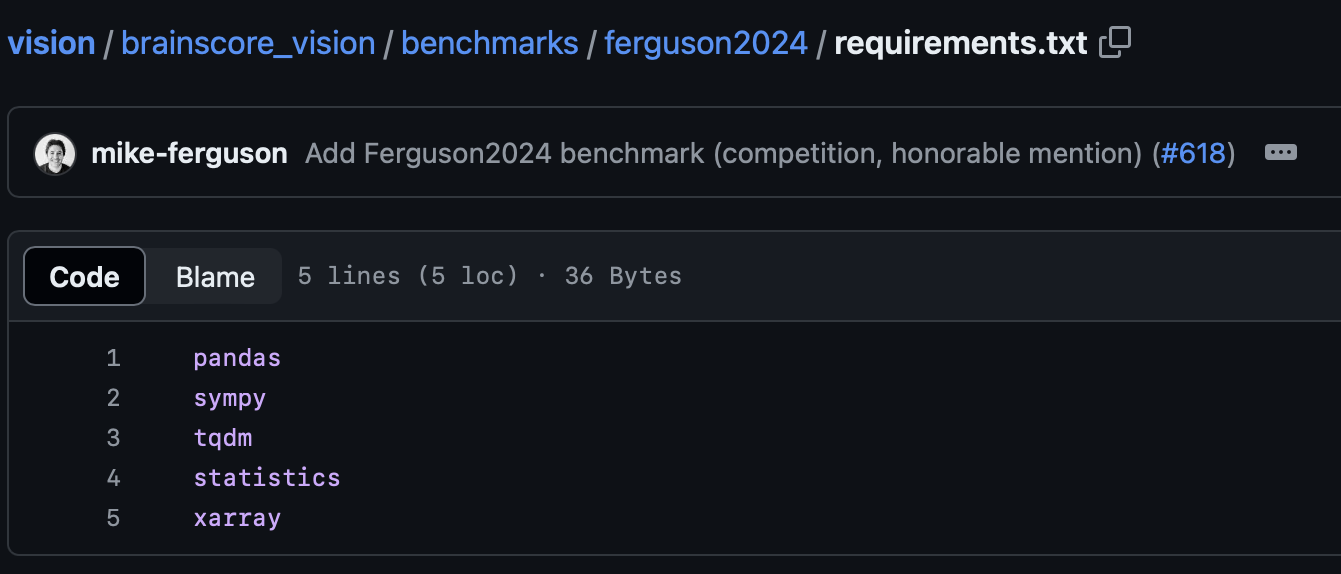 vision / brainscore_vision / benchmarks / ferguson2024 / requirements.txt
mike-ferguson Add Ferguson2024 benchmark (competition, honorable mention) (#618)
Code Blame 5 lines (5 loc) · 36 Bytes
1 pandas
2 sympy
3 tqdm
4 statistics
5 xarray